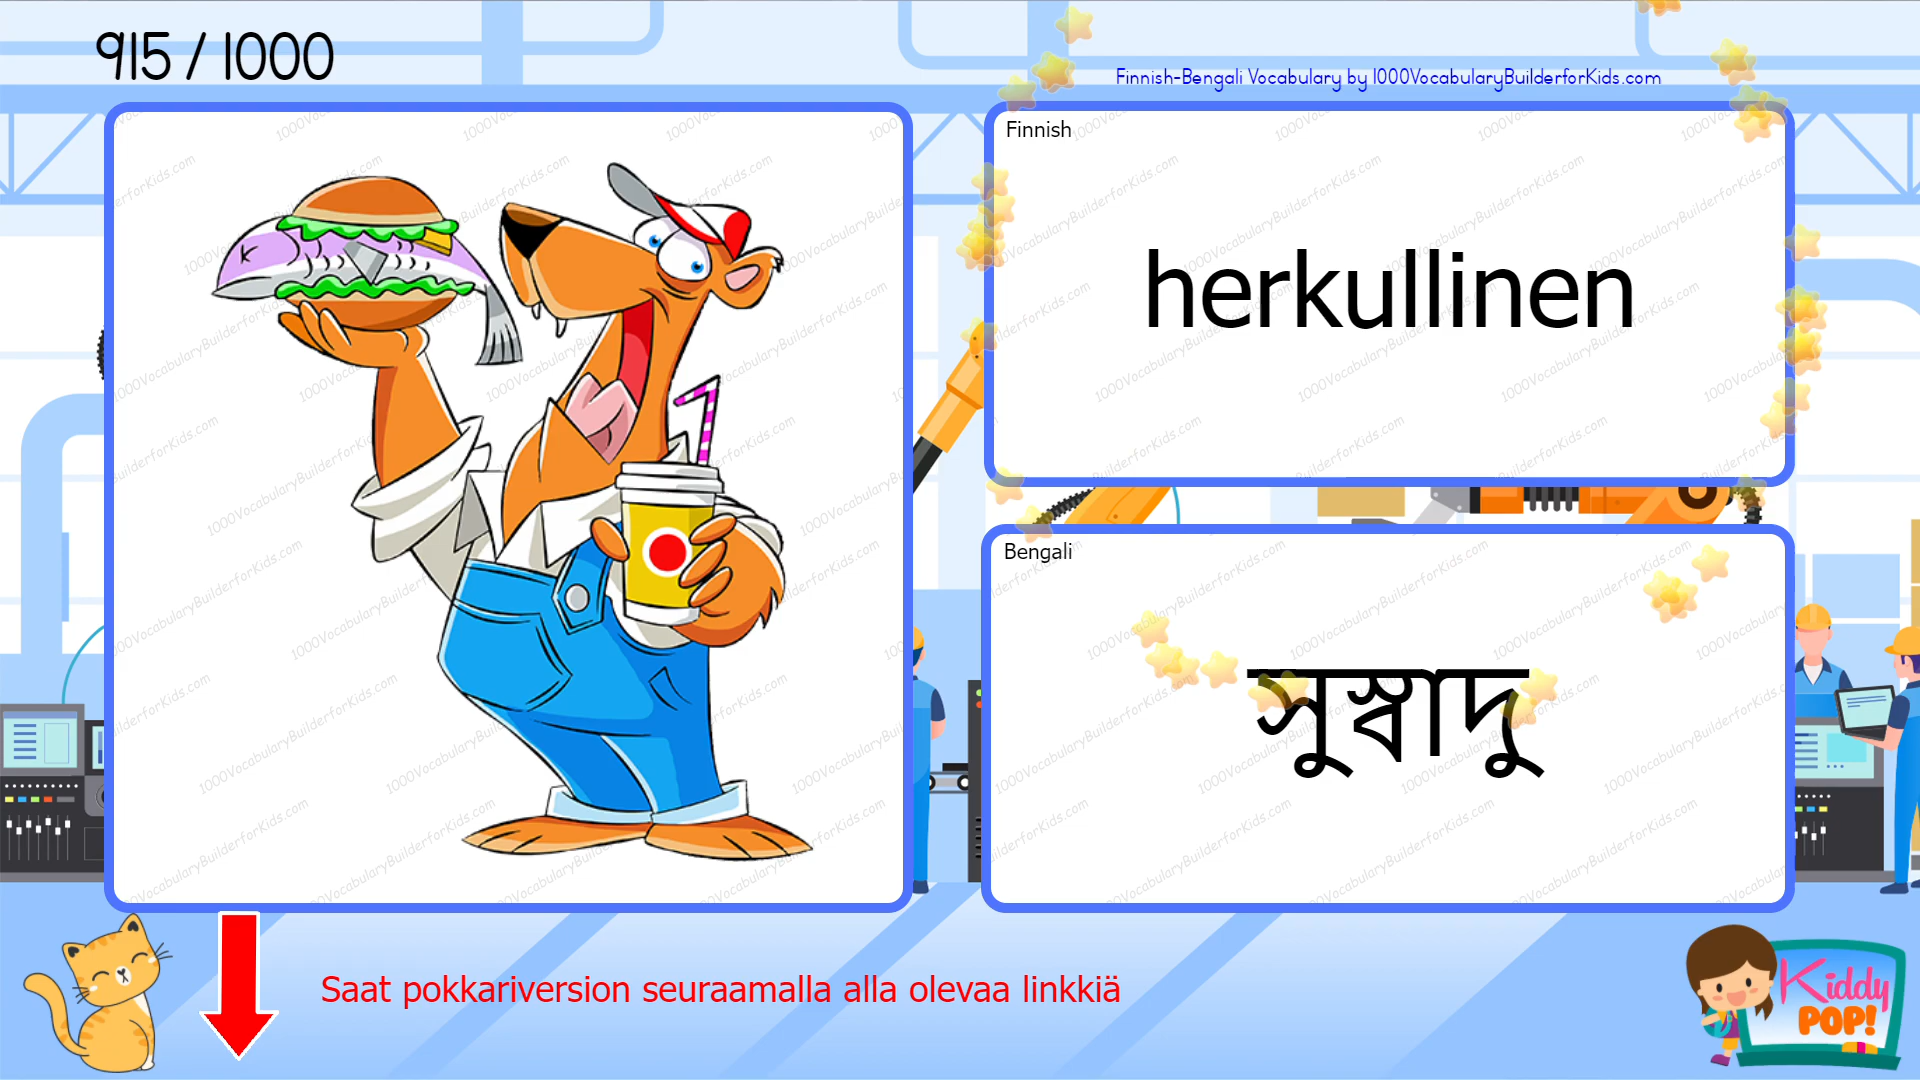 915 / 1000
Finnish-Bengali Vocabulary by 1000VocabularyBuilderforKids.com
Finnish
herkullinen
Bengali
সুস্বাদু
Saat pokkariversion seuraamalla alla olevaa linkkiä
Kiddy
POP!